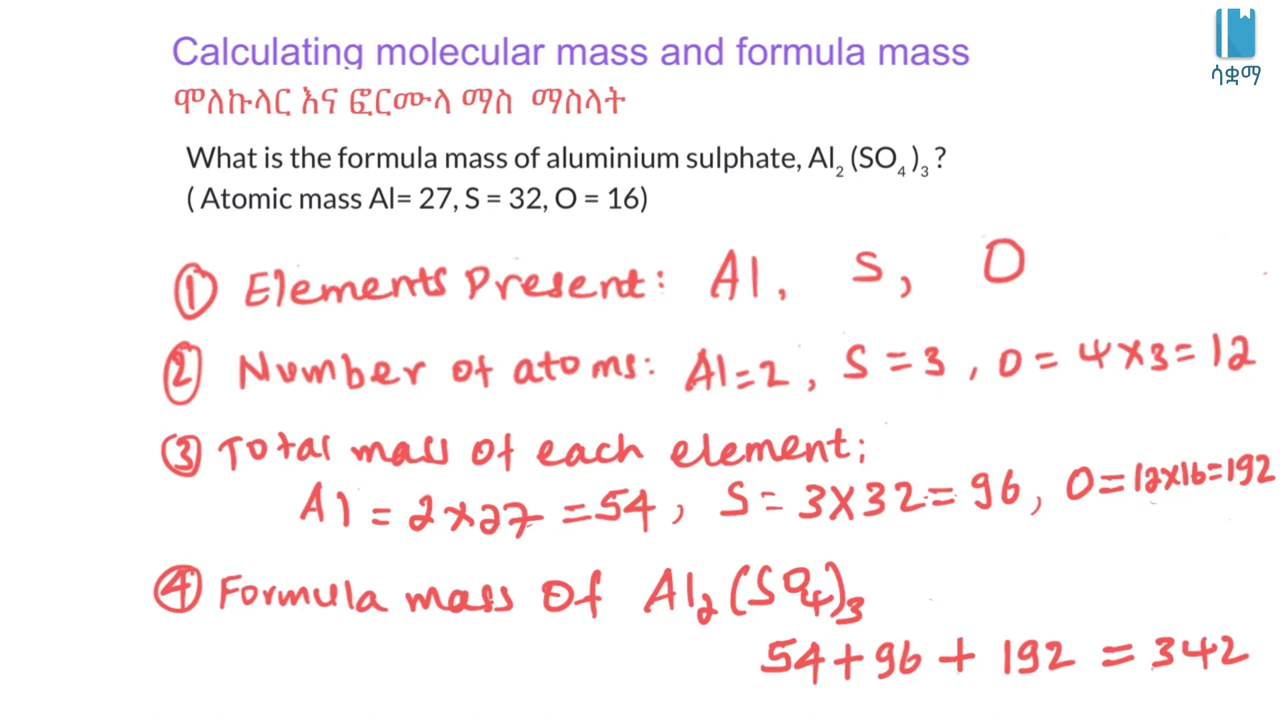 Calculating molecular mass and formula mass
ሳቋማ
ሞለኩላር እና ፎርሙላ ማስ ማስላት
What is the formula mass of aluminium sulphate, Al₂ (SO₄)₃ ?
( Atomic mass Al= 27, S = 32, O = 16)
① Elements Present: Al, S, O
② Number of atoms: Al=2, S = 3, O = 4x3=12
③ Total mass of each element:
Al = 2x27 = 54, S = 3X32= 96, O=12x16=192
④ Formula mass Of Al₂(SO₄)₃
54+96 + 192 = 342